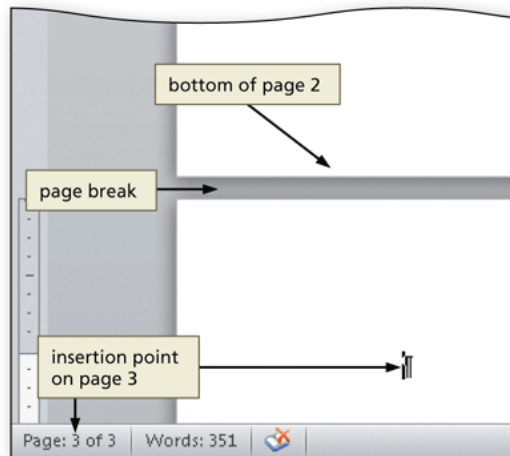 bottom of page 2
page break
insertion point
on page 3
¶
Page: 3 of 3
Words: 351